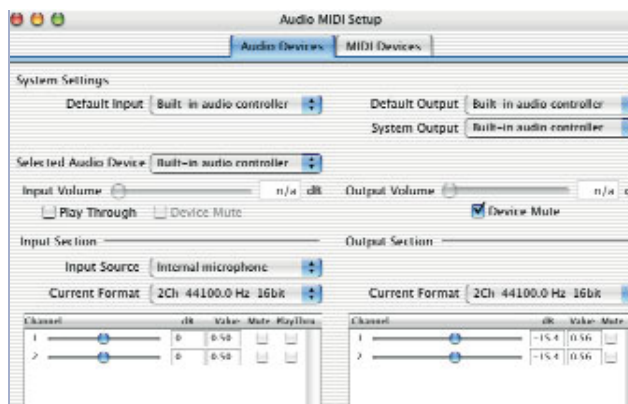 Audio MIDI Setup
Audio Devices MIDI Devices
System Settings
Default Input Built-in audio controller Default Output Built-in audio controller
System Output Built-in audio controller
Selected Audio Device Built-in audio controller
Input Volume n/a dB Output Volume n/a
Play Through Device Mute Device Mute
Input Section Output Section
Input Source Internal microphone
Current Format 2Ch 44100.0 Hz 16bit Current Format 2Ch 44100.0 Hz 16bit
Channel dB Value Mute PlayThru Channel dB Value Mute
1 0 0.50 1 -15.4 0.56
2 0 0.50 2 -15.4 0.56